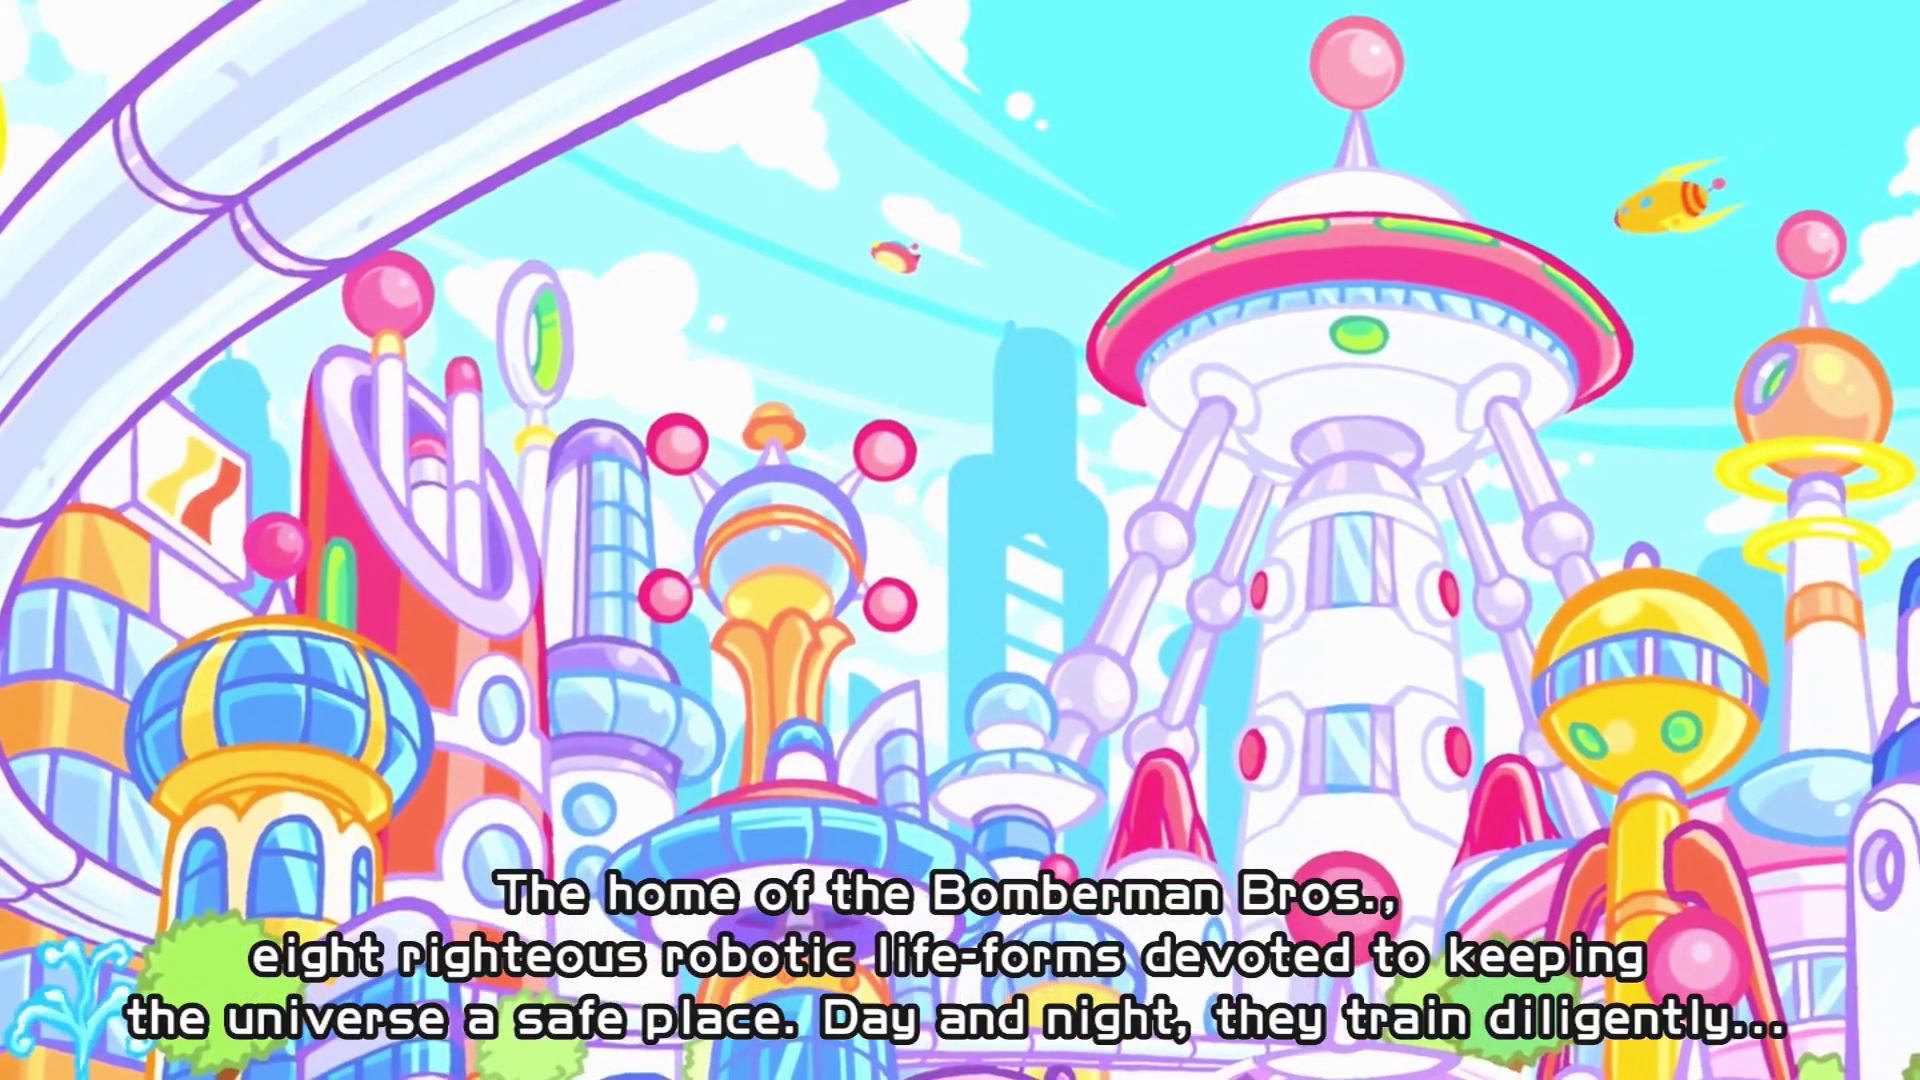 The home of the Bomberman Bros.,
eight righteous robotic life-forms devoted to keeping
the universe a safe place. Day and night, they train diligently...